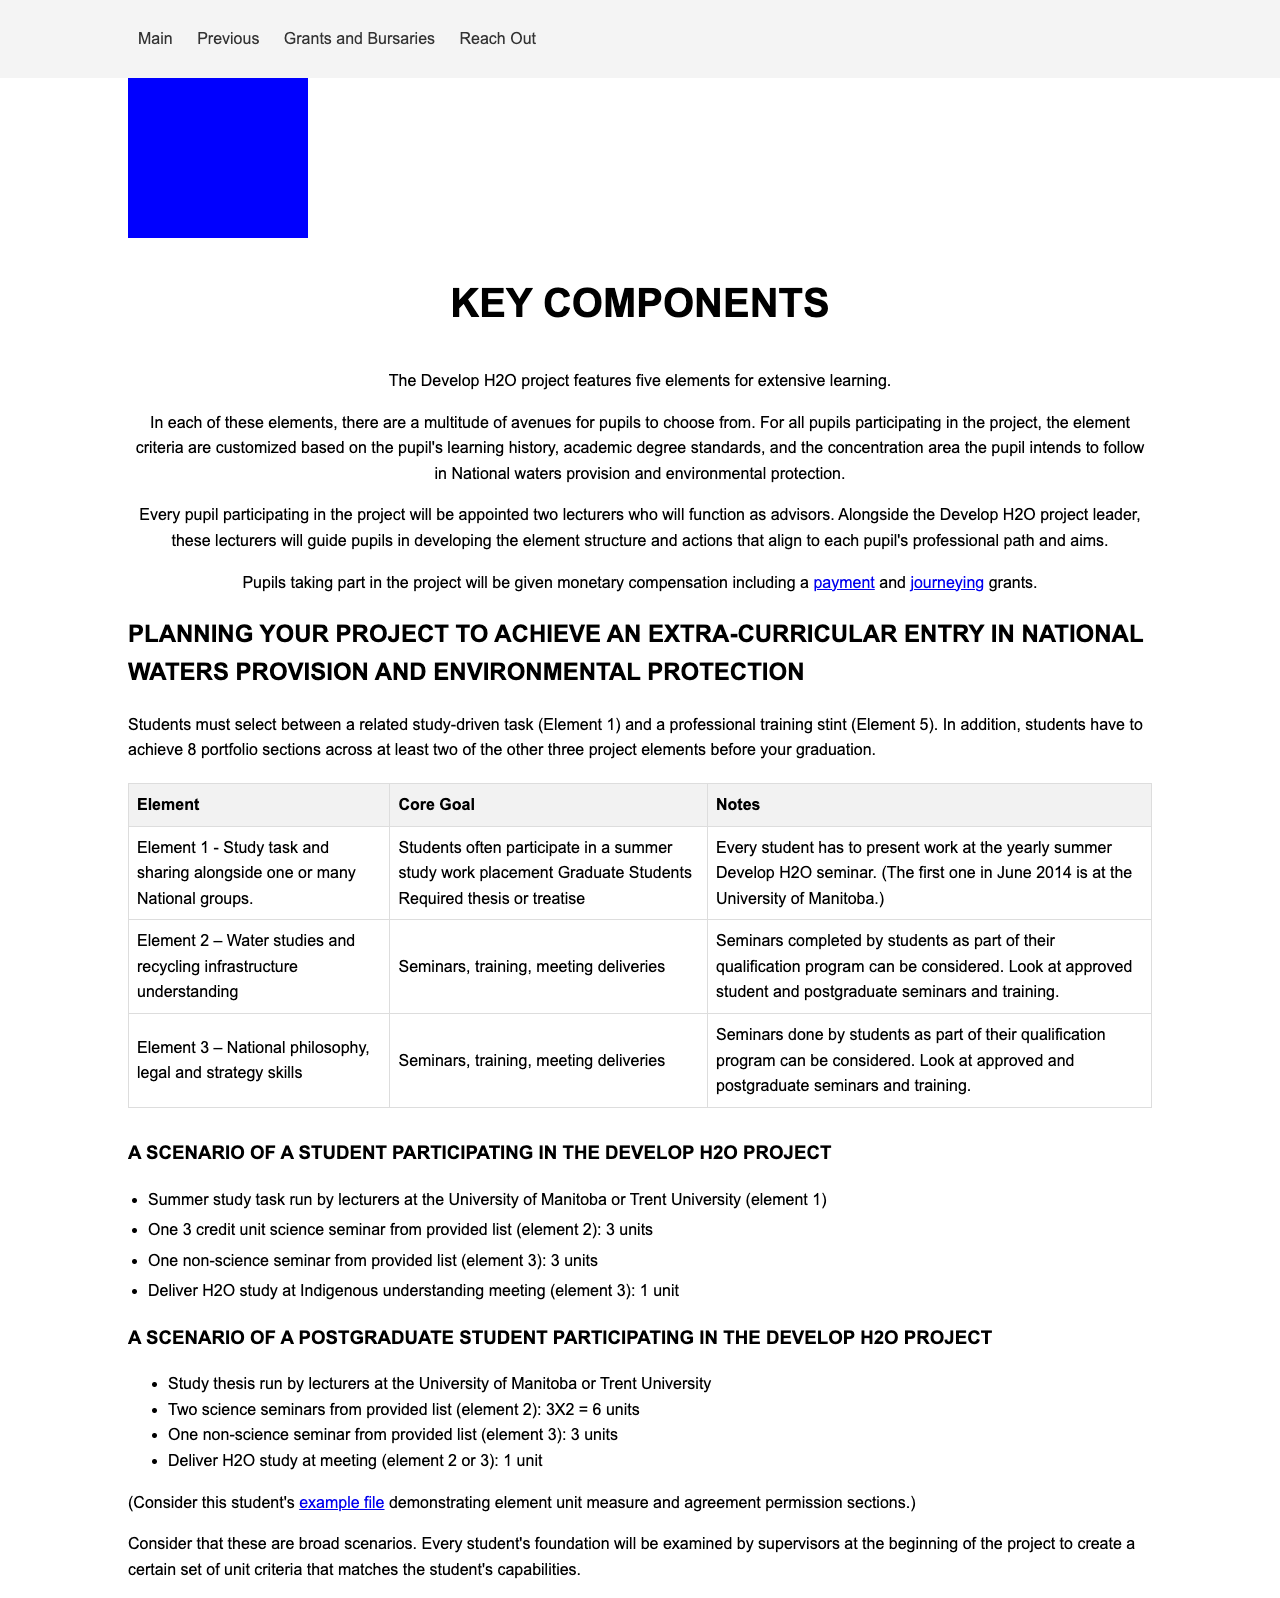 Main Previous Grants and Bursaries Reach Out
KEY COMPONENTS
The Develop H2O project features five elements for extensive learning.
In each of these elements, there are a multitude of avenues for pupils to choose from. For all pupils participating in the project, the element
criteria are customized based on the pupil's learning history, academic degree standards, and the concentration area the pupil intends to follow
in National waters provision and environmental protection.
Every pupil participating in the project will be appointed two lecturers who will function as advisors. Alongside the Develop H2O project leader,
these lecturers will guide pupils in developing the element structure and actions that align to each pupil's professional path and aims.
Pupils taking part in the project will be given monetary compensation including a payment and journeying grants.
PLANNING YOUR PROJECT TO ACHIEVE AN EXTRA-CURRICULAR ENTRY IN NATIONAL
WATERS PROVISION AND ENVIRONMENTAL PROTECTION
Students must select between a related study-driven task (Element 1) and a professional training stint (Element 5). In addition, students have to
achieve 8 portfolio sections across at least two of the other three project elements before your graduation.
Element Core Goal Notes
Element 1 - Study task and
sharing alongside one or many
National groups.
Students often participate in a summer
study work placement Graduate Students
Required thesis or treatise
Every student has to present work at the yearly summer
Develop H2O seminar. (The first one in June 2014 is at the
University of Manitoba.)
Element 2 – Water studies and
recycling infrastructure
understanding
Seminars, training, meeting deliveries
Seminars completed by students as part of their
qualification program can be considered. Look at approved
student and postgraduate seminars and training.
Element 3 – National philosophy,
legal and strategy skills
Seminars, training, meeting deliveries
Seminars done by students as part of their qualification
program can be considered. Look at approved and
postgraduate seminars and training.
A SCENARIO OF A STUDENT PARTICIPATING IN THE DEVELOP H2O PROJECT
• Summer study task run by lecturers at the University of Manitoba or Trent University (element 1)
• One 3 credit unit science seminar from provided list (element 2): 3 units
• One non-science seminar from provided list (element 3): 3 units
• Deliver H2O study at Indigenous understanding meeting (element 3): 1 unit
A SCENARIO OF A POSTGRADUATE STUDENT PARTICIPATING IN THE DEVELOP H2O PROJECT
• Study thesis run by lecturers at the University of Manitoba or Trent University
• Two science seminars from provided list (element 2): 3X2 = 6 units
• One non-science seminar from provided list (element 3): 3 units
• Deliver H2O study at meeting (element 2 or 3): 1 unit
(Consider this student's example file demonstrating element unit measure and agreement permission sections.)
Consider that these are broad scenarios. Every student's foundation will be examined by supervisors at the beginning of the project to create a
certain set of unit criteria that matches the student's capabilities.